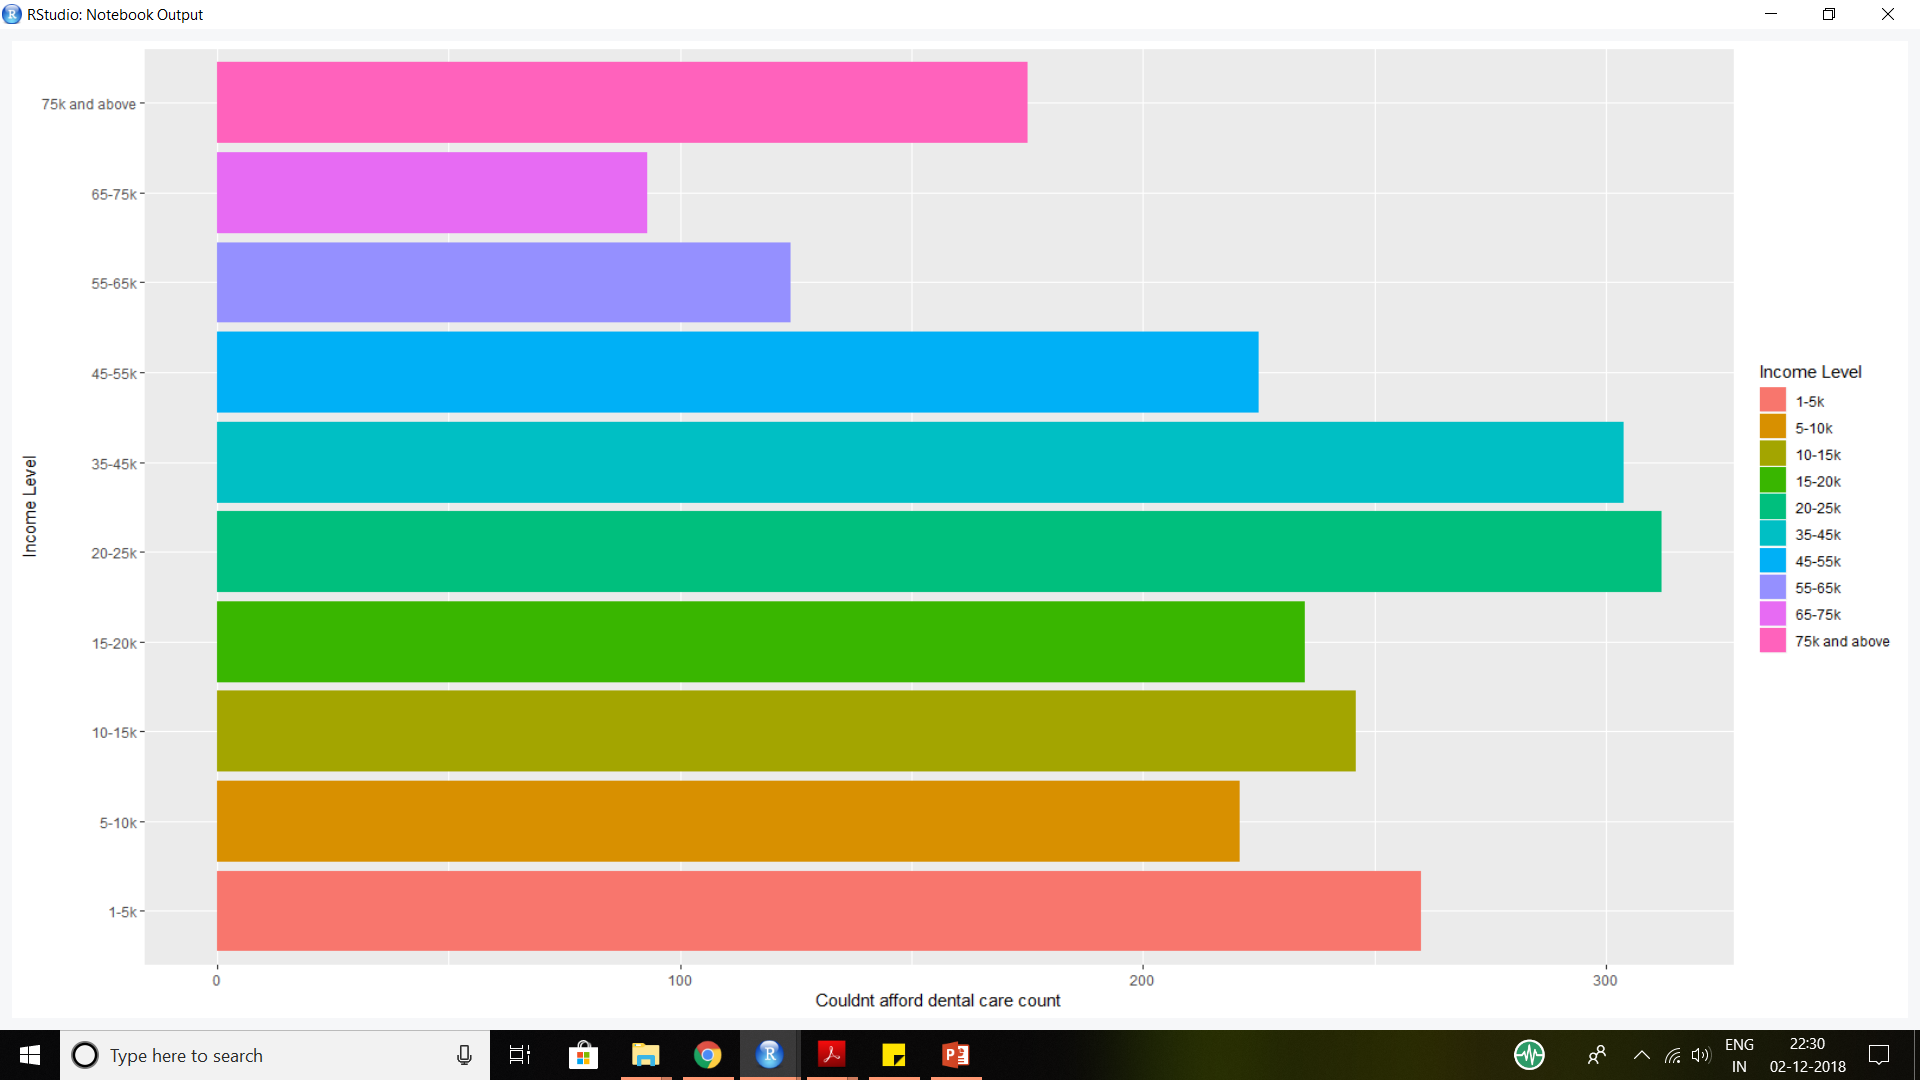 RStudio: Notebook Output
75k and above
65-75k
55-65k
45-55k
35-45k
20-25k
15-20k
10-15k
5-10k
1-5k
Income Level
0 100 200 300
Couldnt afford dental care count
Income Level
1-5k
5-10k
10-15k
15-20k
20-25k
35-45k
45-55k
55-65k
65-75k
75k and above
Type here to search
ENG
IN
22:30
02-12-2018